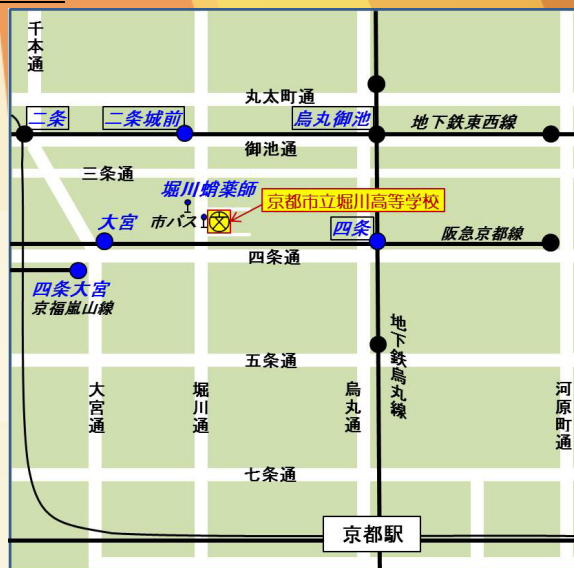 千本通
丸太町通
二条
二条城前
烏丸御池
地下鉄東西線
御池通
三条通
堀川蛸薬師
京都市立堀川高等学校
市バス
大宮
四条
阪急京都線
四条通
四条大宮
京福嵐山線
地下鉄烏丸線
五条通
大宮通
堀川通
烏丸通
河原町通
七条通
京都駅